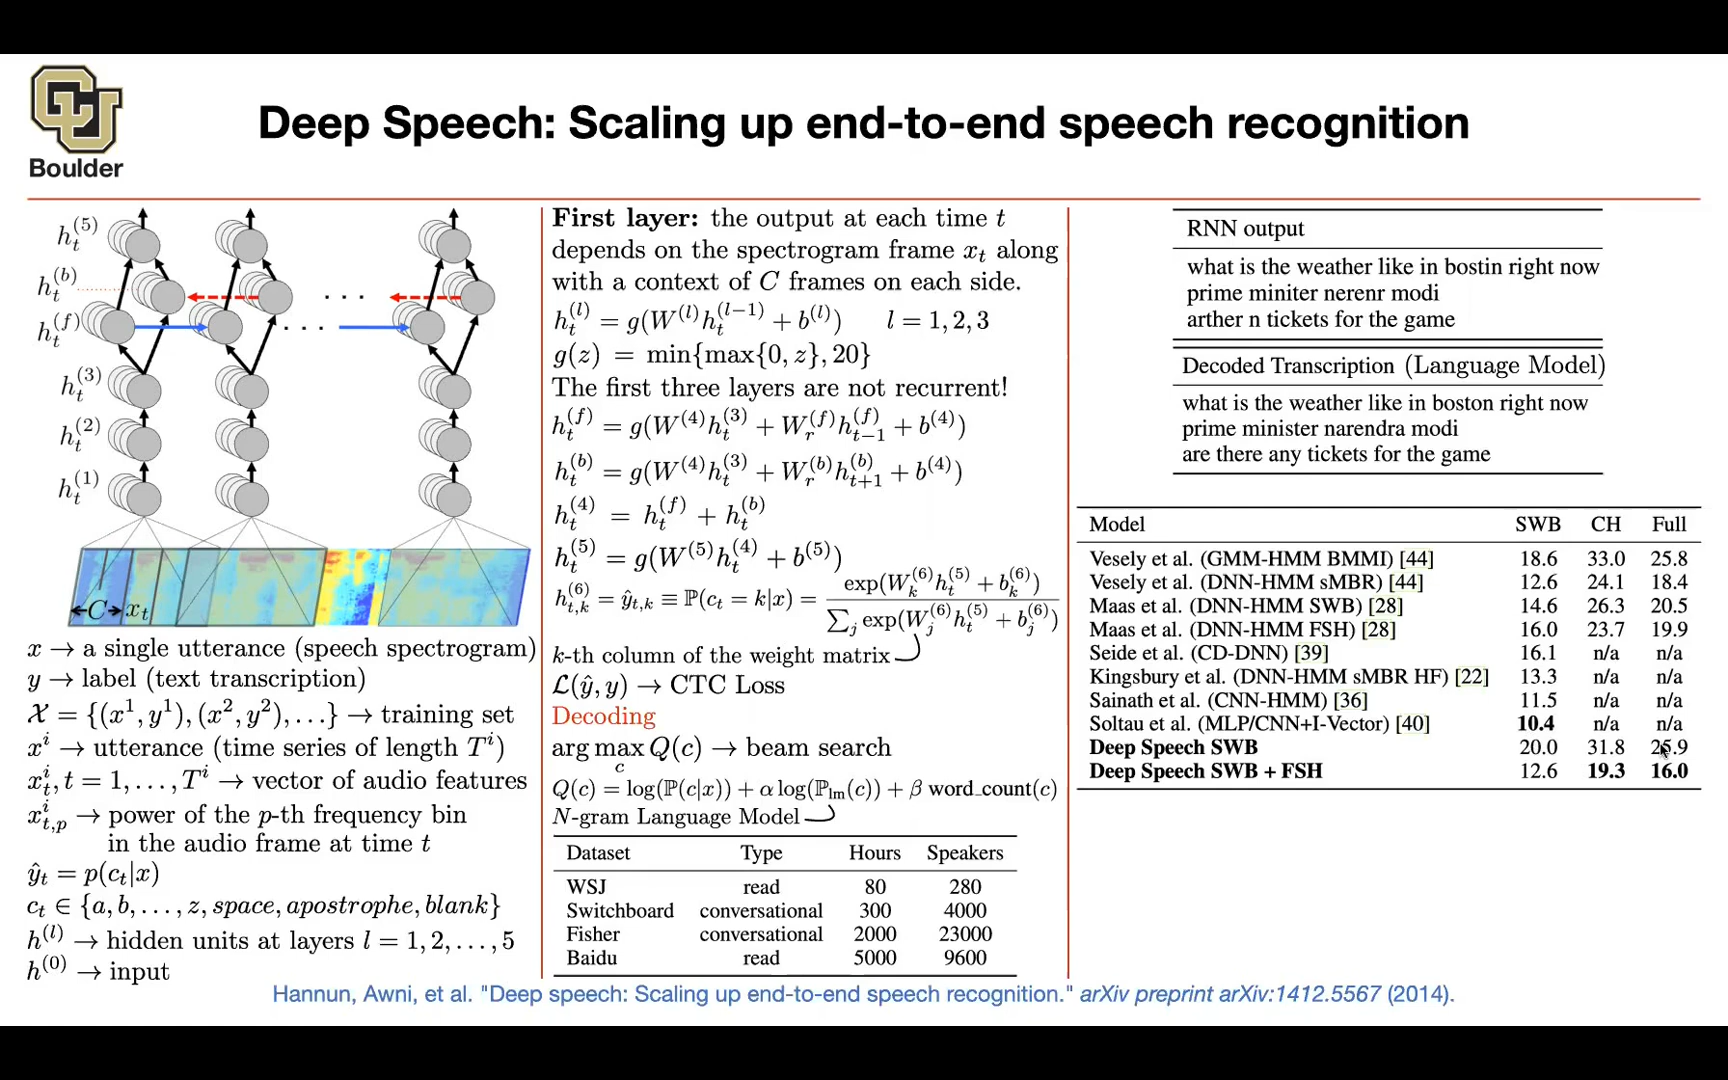 Boulder
Deep Speech: Scaling up end-to-end speech recognition
h_t^{(5)}
h_t^{(b)}
h_t^{(f)}
h_t^{(3)}
h_t^{(2)}
h_t^{(1)}
C x_t
x → a single utterance (speech spectrogram)
y → label (text transcription)
𝒳 = {(x^1, y^1), (x^2, y^2), ...} → training set
x^i → utterance (time series of length T^i)
x_t^i, t = 1, ..., T^i → vector of audio features
x_{t,p}^i → power of the p-th frequency bin
in the audio frame at time t
ŷ_t = p(c_t|x)
c_t ∈ {a, b, ..., z, space, apostrophe, blank}
h^{(l)} → hidden units at layers l = 1, 2, ..., 5
h^{(0)} → input
First layer: the output at each time t
depends on the spectrogram frame x_t along
with a context of C frames on each side.
h_t^{(l)} = g(W^{(l)} h_t^{(l-1)} + b^{(l)}) l = 1, 2, 3
g(z) = min{max{0, z}, 20}
The first three layers are not recurrent!
h_t^{(f)} = g(W^{(4)} h_t^{(3)} + W_r^{(f)} h_{t-1}^{(f)} + b^{(4)})
h_t^{(b)} = g(W^{(4)} h_t^{(3)} + W_r^{(b)} h_{t+1}^{(b)} + b^{(4)})
h_t^{(4)} = h_t^{(f)} + h_t^{(b)}
h_t^{(5)} = g(W^{(5)} h_t^{(4)} + b^{(5)})
h_{t,k}^{(6)} = ŷ_{t,k} ≡ ℙ(c_t = k|x) = exp(W_k^{(6)} h_t^{(5)} + b_k^{(6)}) / ∑_j exp(W_j^{(6)} h_t^{(5)} + b_j^{(6)})
k-th column of the weight matrix
ℒ(ŷ, y) → CTC Loss
Decoding
arg max_c Q(c) → beam search
Q(c) = log(ℙ(c|x)) + α log(ℙ_lm(c)) + β word_count(c)
N-gram Language Model
Dataset Type Hours Speakers
WSJ read 80 280
Switchboard conversational 300 4000
Fisher conversational 2000 23000
Baidu read 5000 9600
RNN output
what is the weather like in bostin right now
prime miniter nerenr modi
arther n tickets for the game
Decoded Transcription (Language Model)
what is the weather like in boston right now
prime minister narendra modi
are there any tickets for the game
Model SWB CH Full
Vesely et al. (GMM-HMM BMMI) [44] 18.6 33.0 25.8
Vesely et al. (DNN-HMM sMBR) [44] 12.6 24.1 18.4
Maas et al. (DNN-HMM SWB) [28] 14.6 26.3 20.5
Maas et al. (DNN-HMM FSH) [28] 16.0 23.7 19.9
Seide et al. (CD-DNN) [39] 16.1 n/a n/a
Kingsbury et al. (DNN-HMM sMBR HF) [22] 13.3 n/a n/a
Sainath et al. (CNN-HMM) [36] 11.5 n/a n/a
Soltau et al. (MLP/CNN+I-Vector) [40] 10.4 n/a n/a
Deep Speech SWB 20.0 31.8 25.9
Deep Speech SWB + FSH 12.6 19.3 16.0
Hannun, Awni, et al. "Deep speech: Scaling up end-to-end speech recognition." arXiv preprint arXiv:1412.5567 (2014).